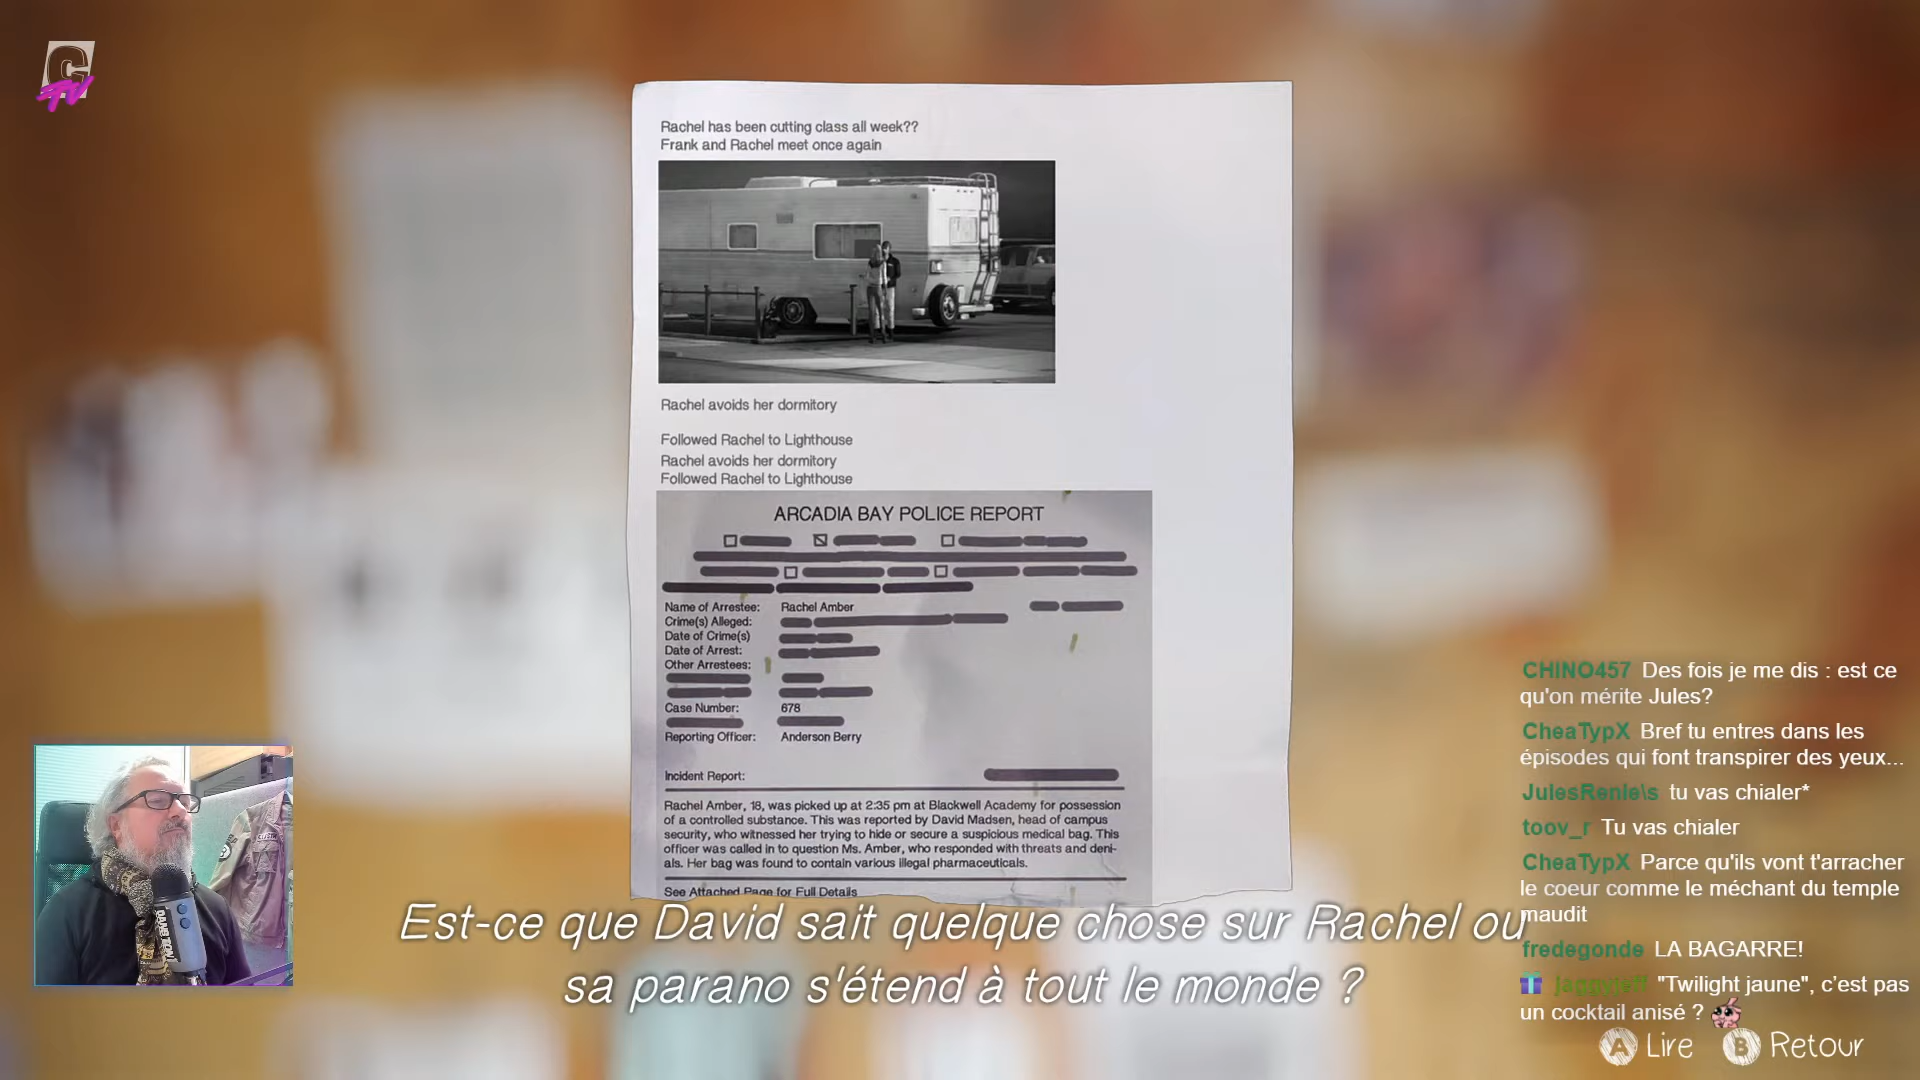 C
TV
Rachel has been cutting class all week??
Frank and Rachel meet once again
Rachel avoids her dormitory
Followed Rachel to Lighthouse
Rachel avoids her dormitory
Followed Rachel to Lighthouse
ARCADIA BAY POLICE REPORT
Name of Arrestee: Rachel Amber
Crime(s) Alleged:
Date of Crime(s)
Date of Arrest:
Other Arrestees:
Case Number: 678
Reporting Officer: Anderson Berry
Incident Report:
Rachel Amber, 18, was picked up at 2:35 pm at Blackwell Academy for possession
of a controlled substance. This was reported by David Madsen, head of campus
security, who witnessed her trying to hide or secure a suspicious medical bag. This
officer was called in to question Ms. Amber, who responded with threats and deni-
als. Her bag was found to contain various illegal pharmaceuticals.
See Attached Page for Full Details
Est-ce que David sait quelque chose sur Rachel ou
sa parano s'étend à tout le monde ?
CHINO457 Des fois je me dis : est ce
qu'on mérite Jules?
CheaTypX Bref tu entres dans les
épisodes qui font transpirer des yeux...
JulesRenie\s tu vas chialer*
toov_r Tu vas chialer
CheaTypX Parce qu'ils vont t'arracher
le coeur comme le méchant du temple
maudit
fredegonde LA BAGARRE!
jaggyjeff "Twilight jaune", c'est pas
un cocktail anisé ?
A Lire B Retour